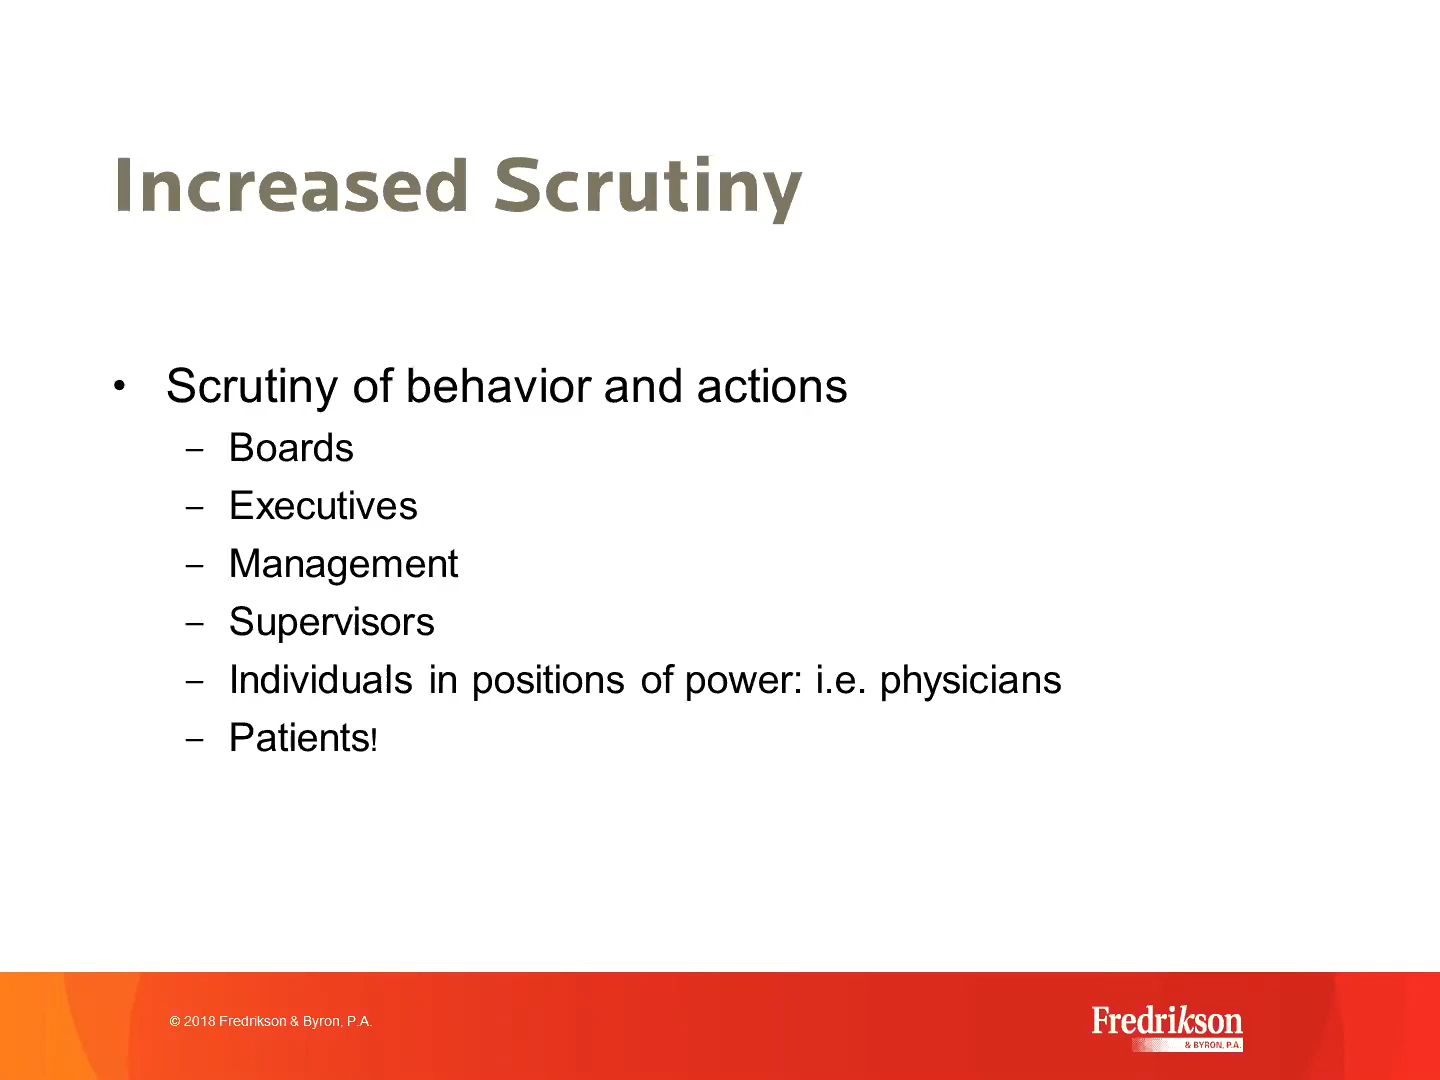 Increased Scrutiny
• Scrutiny of behavior and actions
– Boards
– Executives
– Management
– Supervisors
– Individuals in positions of power: i.e. physicians
– Patients!
© 2018 Fredrikson & Byron, P.A.
Fredrikson
& BYRON, P.A.